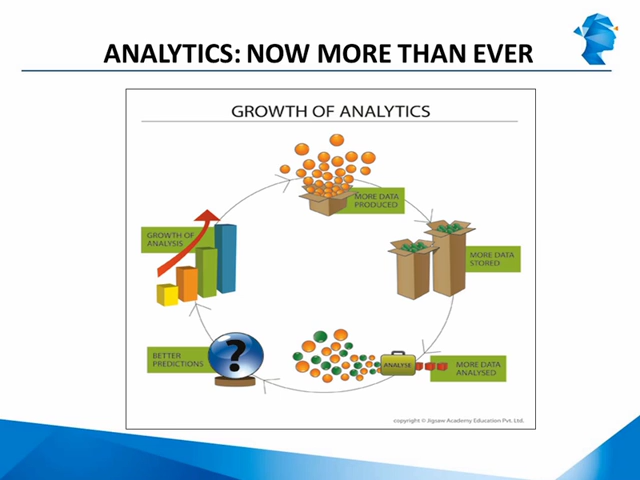 ANALYTICS: NOW MORE THAN EVER
GROWTH OF ANALYTICS
MORE DATA
PRODUCED
GROWTH OF
ANALYSIS
MORE DATA
STORED
BETTER
PREDICTIONS
?
ANALYSE
MORE DATA
ANALYSED
copyright © Jigsaw Academy Education Pvt. Ltd.